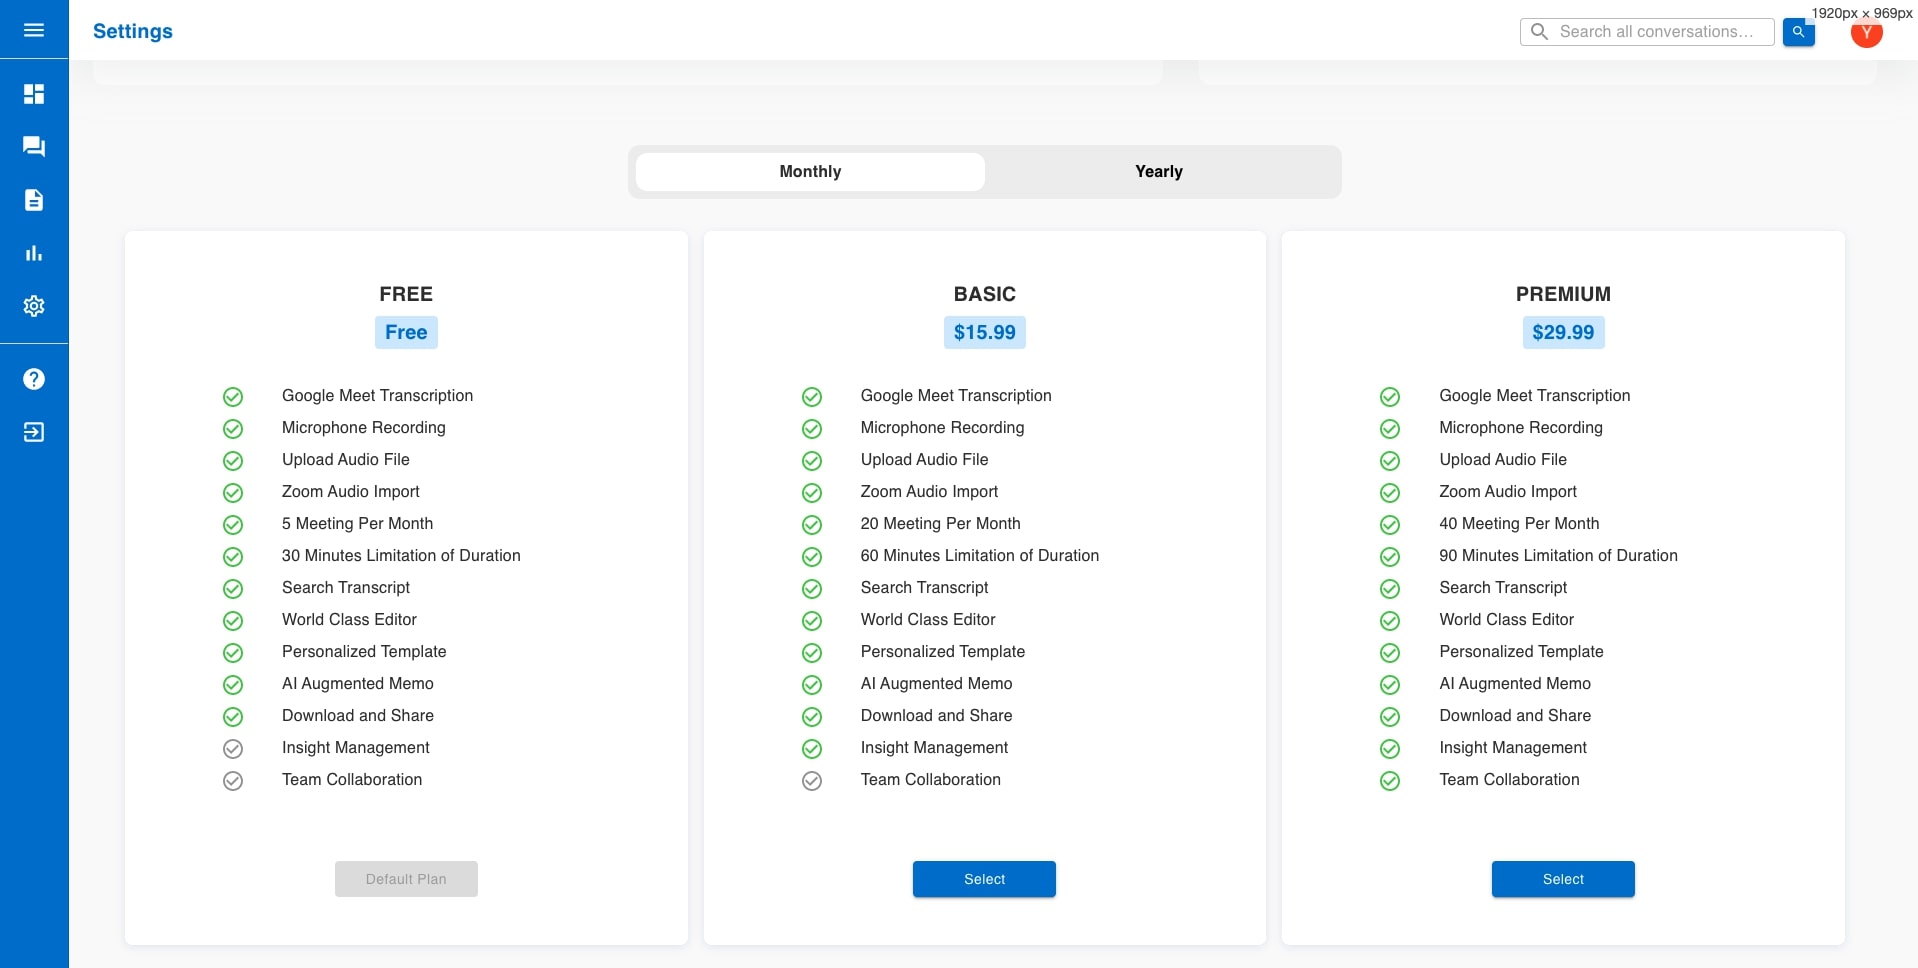 1920px × 969px
Settings
Search all conversations…
Y
Monthly
Yearly
FREE
Free
Google Meet Transcription
Microphone Recording
Upload Audio File
Zoom Audio Import
5 Meeting Per Month
30 Minutes Limitation of Duration
Search Transcript
World Class Editor
Personalized Template
AI Augmented Memo
Download and Share
Insight Management
Team Collaboration
Default Plan
BASIC
$15.99
Google Meet Transcription
Microphone Recording
Upload Audio File
Zoom Audio Import
20 Meeting Per Month
60 Minutes Limitation of Duration
Search Transcript
World Class Editor
Personalized Template
AI Augmented Memo
Download and Share
Insight Management
Team Collaboration
Select
PREMIUM
$29.99
Google Meet Transcription
Microphone Recording
Upload Audio File
Zoom Audio Import
40 Meeting Per Month
90 Minutes Limitation of Duration
Search Transcript
World Class Editor
Personalized Template
AI Augmented Memo
Download and Share
Insight Management
Team Collaboration
Select